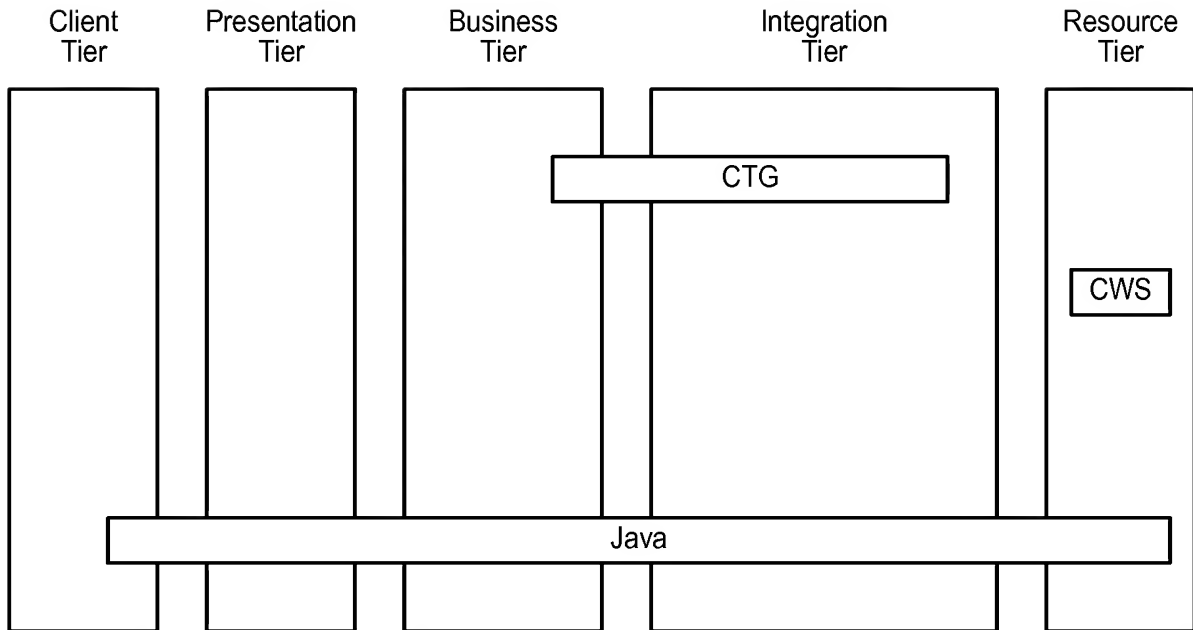 Client
Tier
Presentation
Tier
Business
Tier
Integration
Tier
Resource
Tier
CTG
CWS
Java